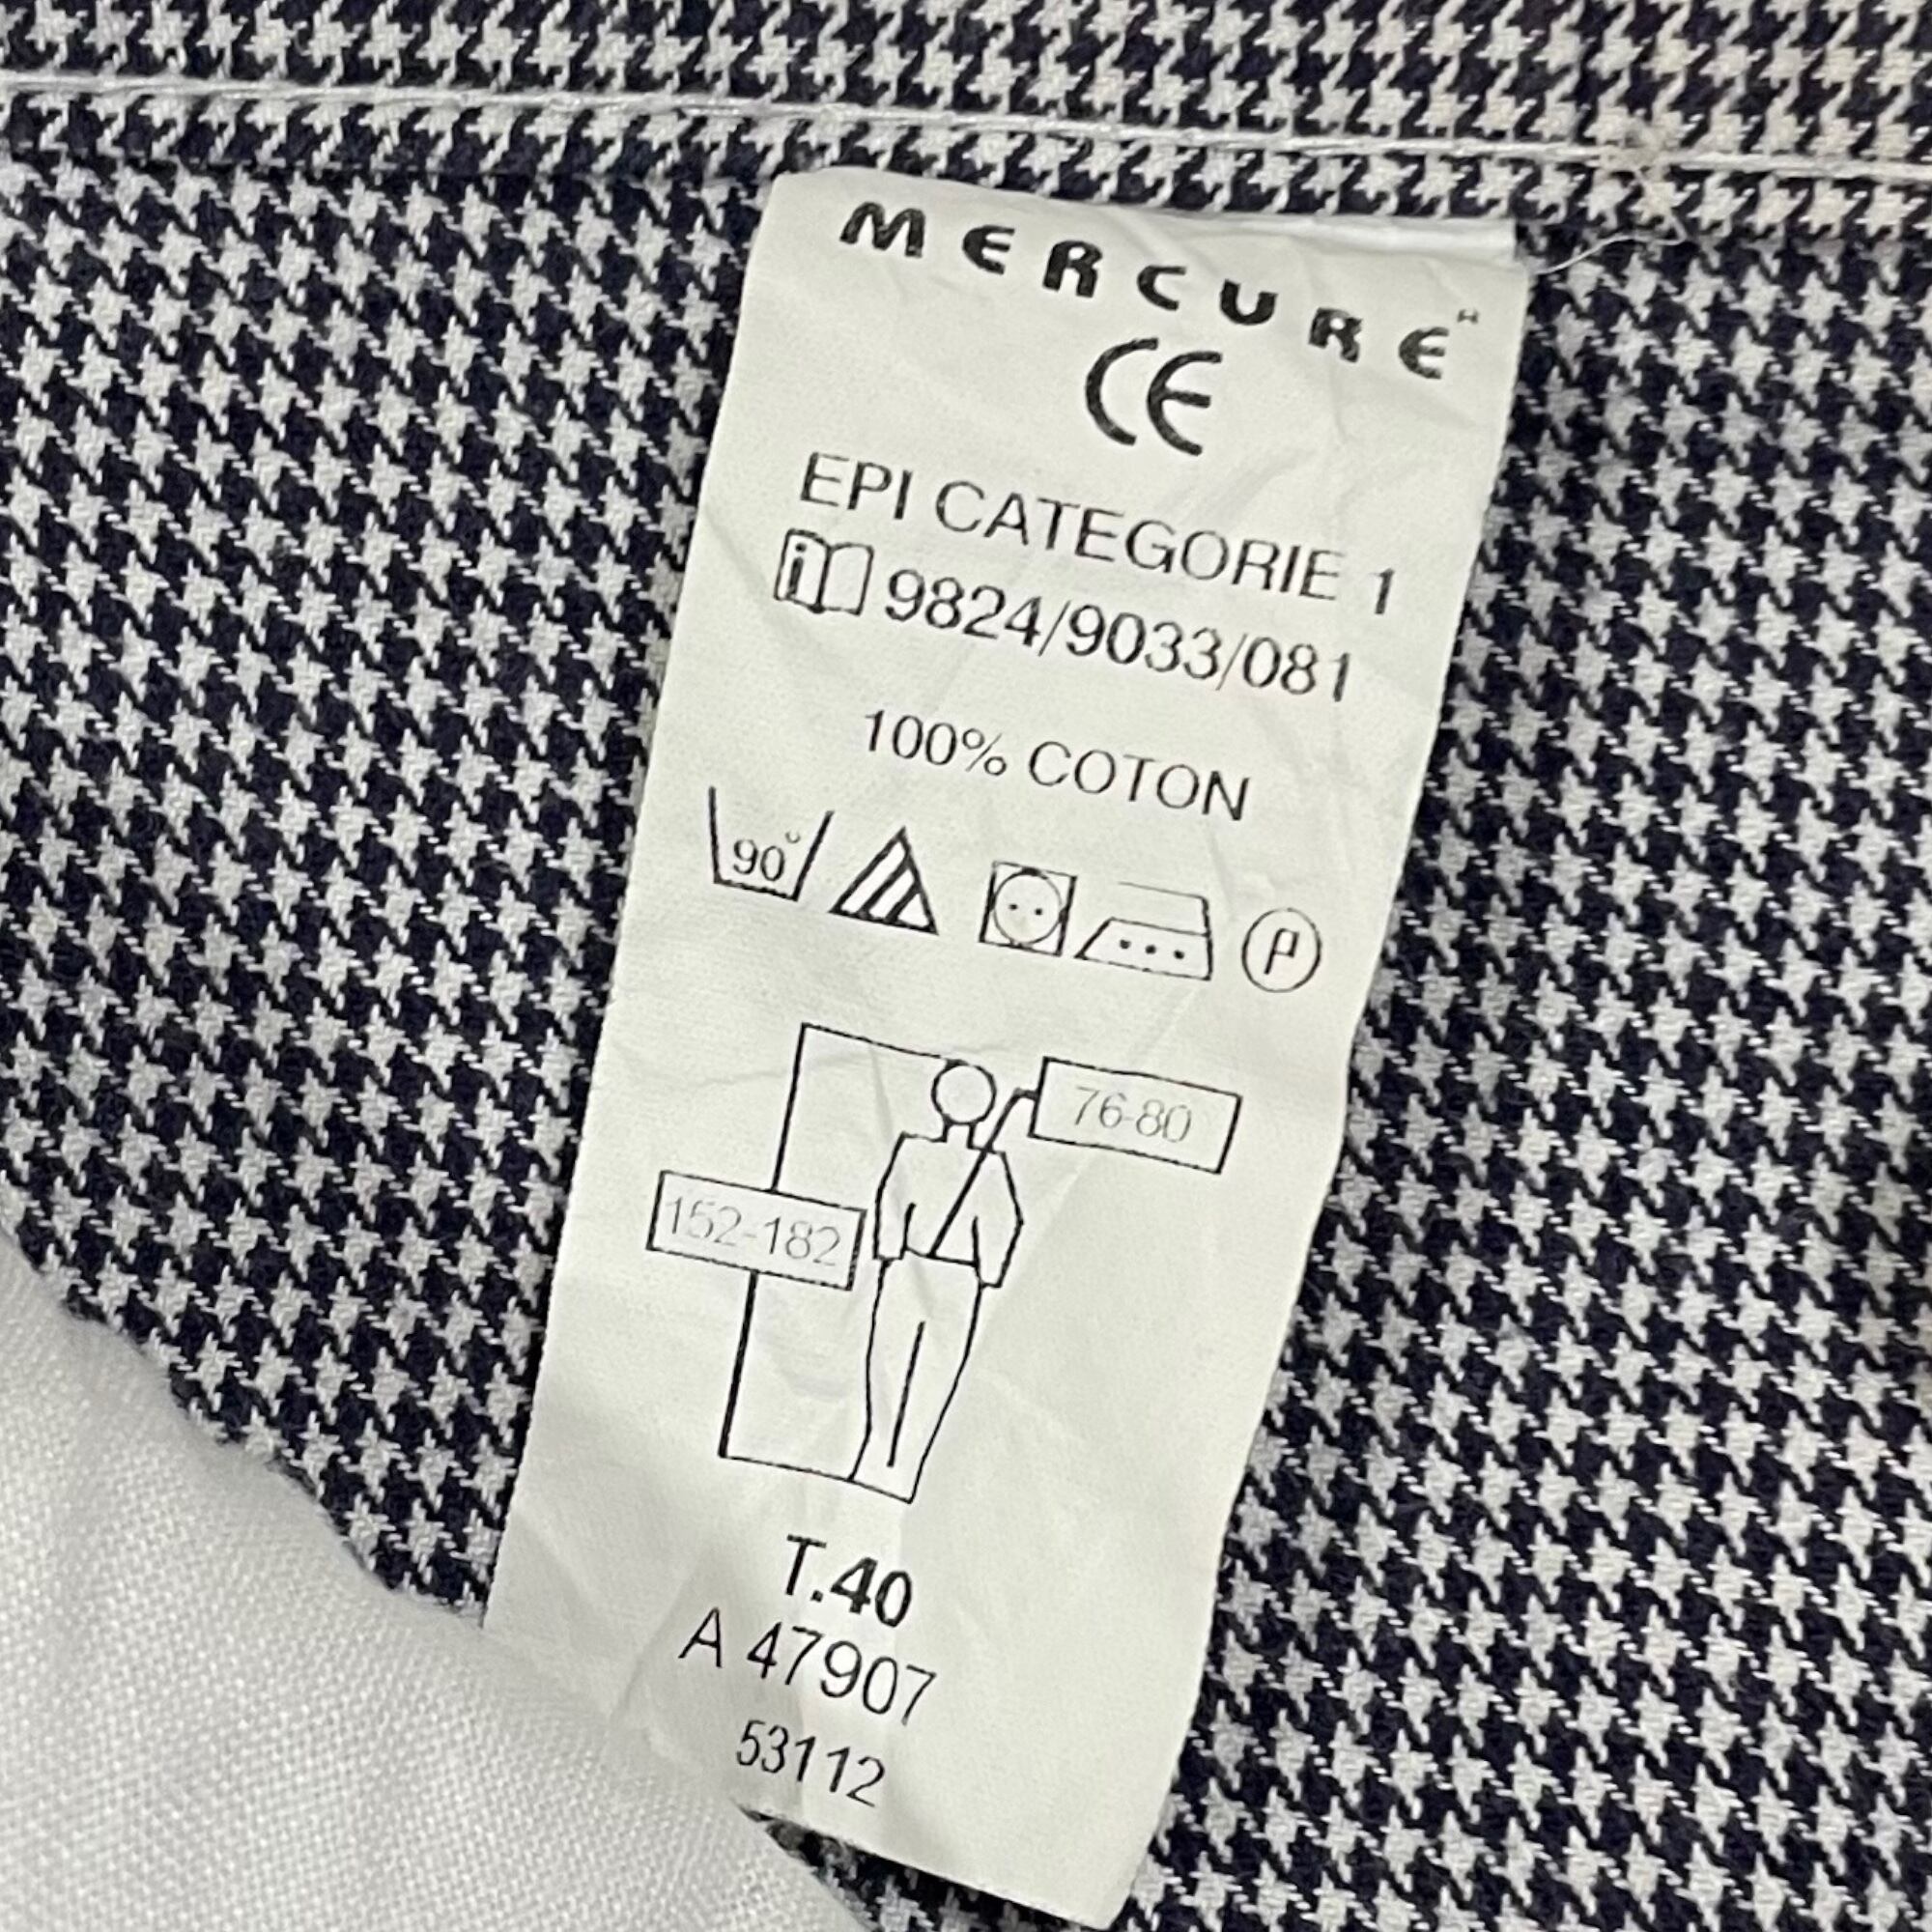 MERCURE
CE
EPI CATEGORIE 1
i 9824/9033/081
100% COTON
90°
P
76-80
152-182
T.40
A 47907
53112